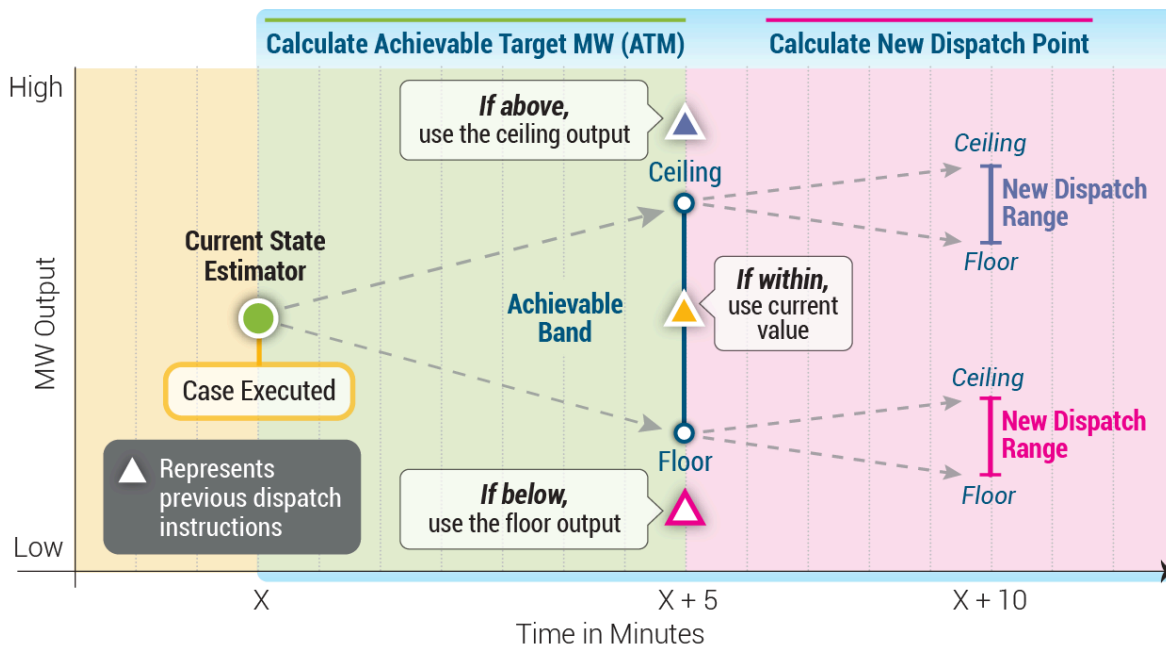 Calculate Achievable Target MW (ATM)
Calculate New Dispatch Point
High
If above,
use the ceiling output
Ceiling
Ceiling
New Dispatch
Range
Floor
Current State
Estimator
MW Output
Achievable
Band
If within,
use current
value
Case Executed
Ceiling
New Dispatch
Range
Floor
Floor
Represents
previous dispatch
instructions
If below,
use the floor output
Low
X
X + 5
X + 10
Time in Minutes